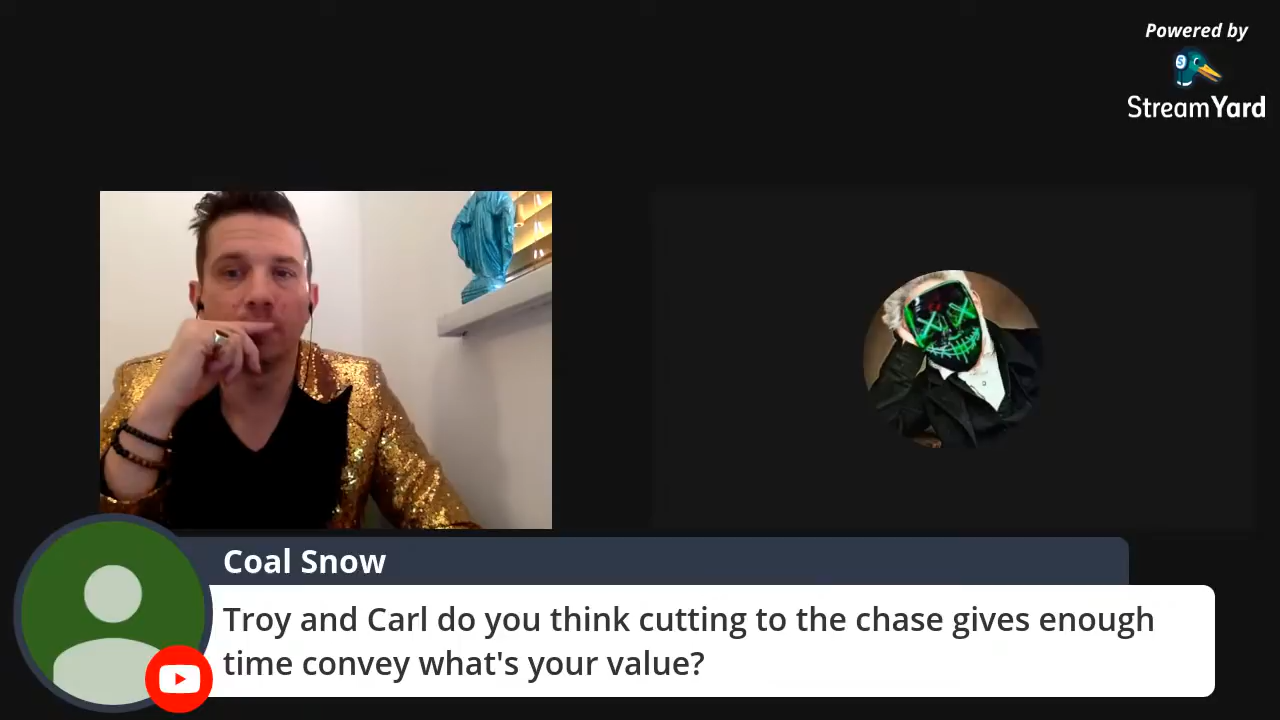 Powered by
StreamYard
Coal Snow
Troy and Carl do you think cutting to the chase gives enough
time convey what's your value?